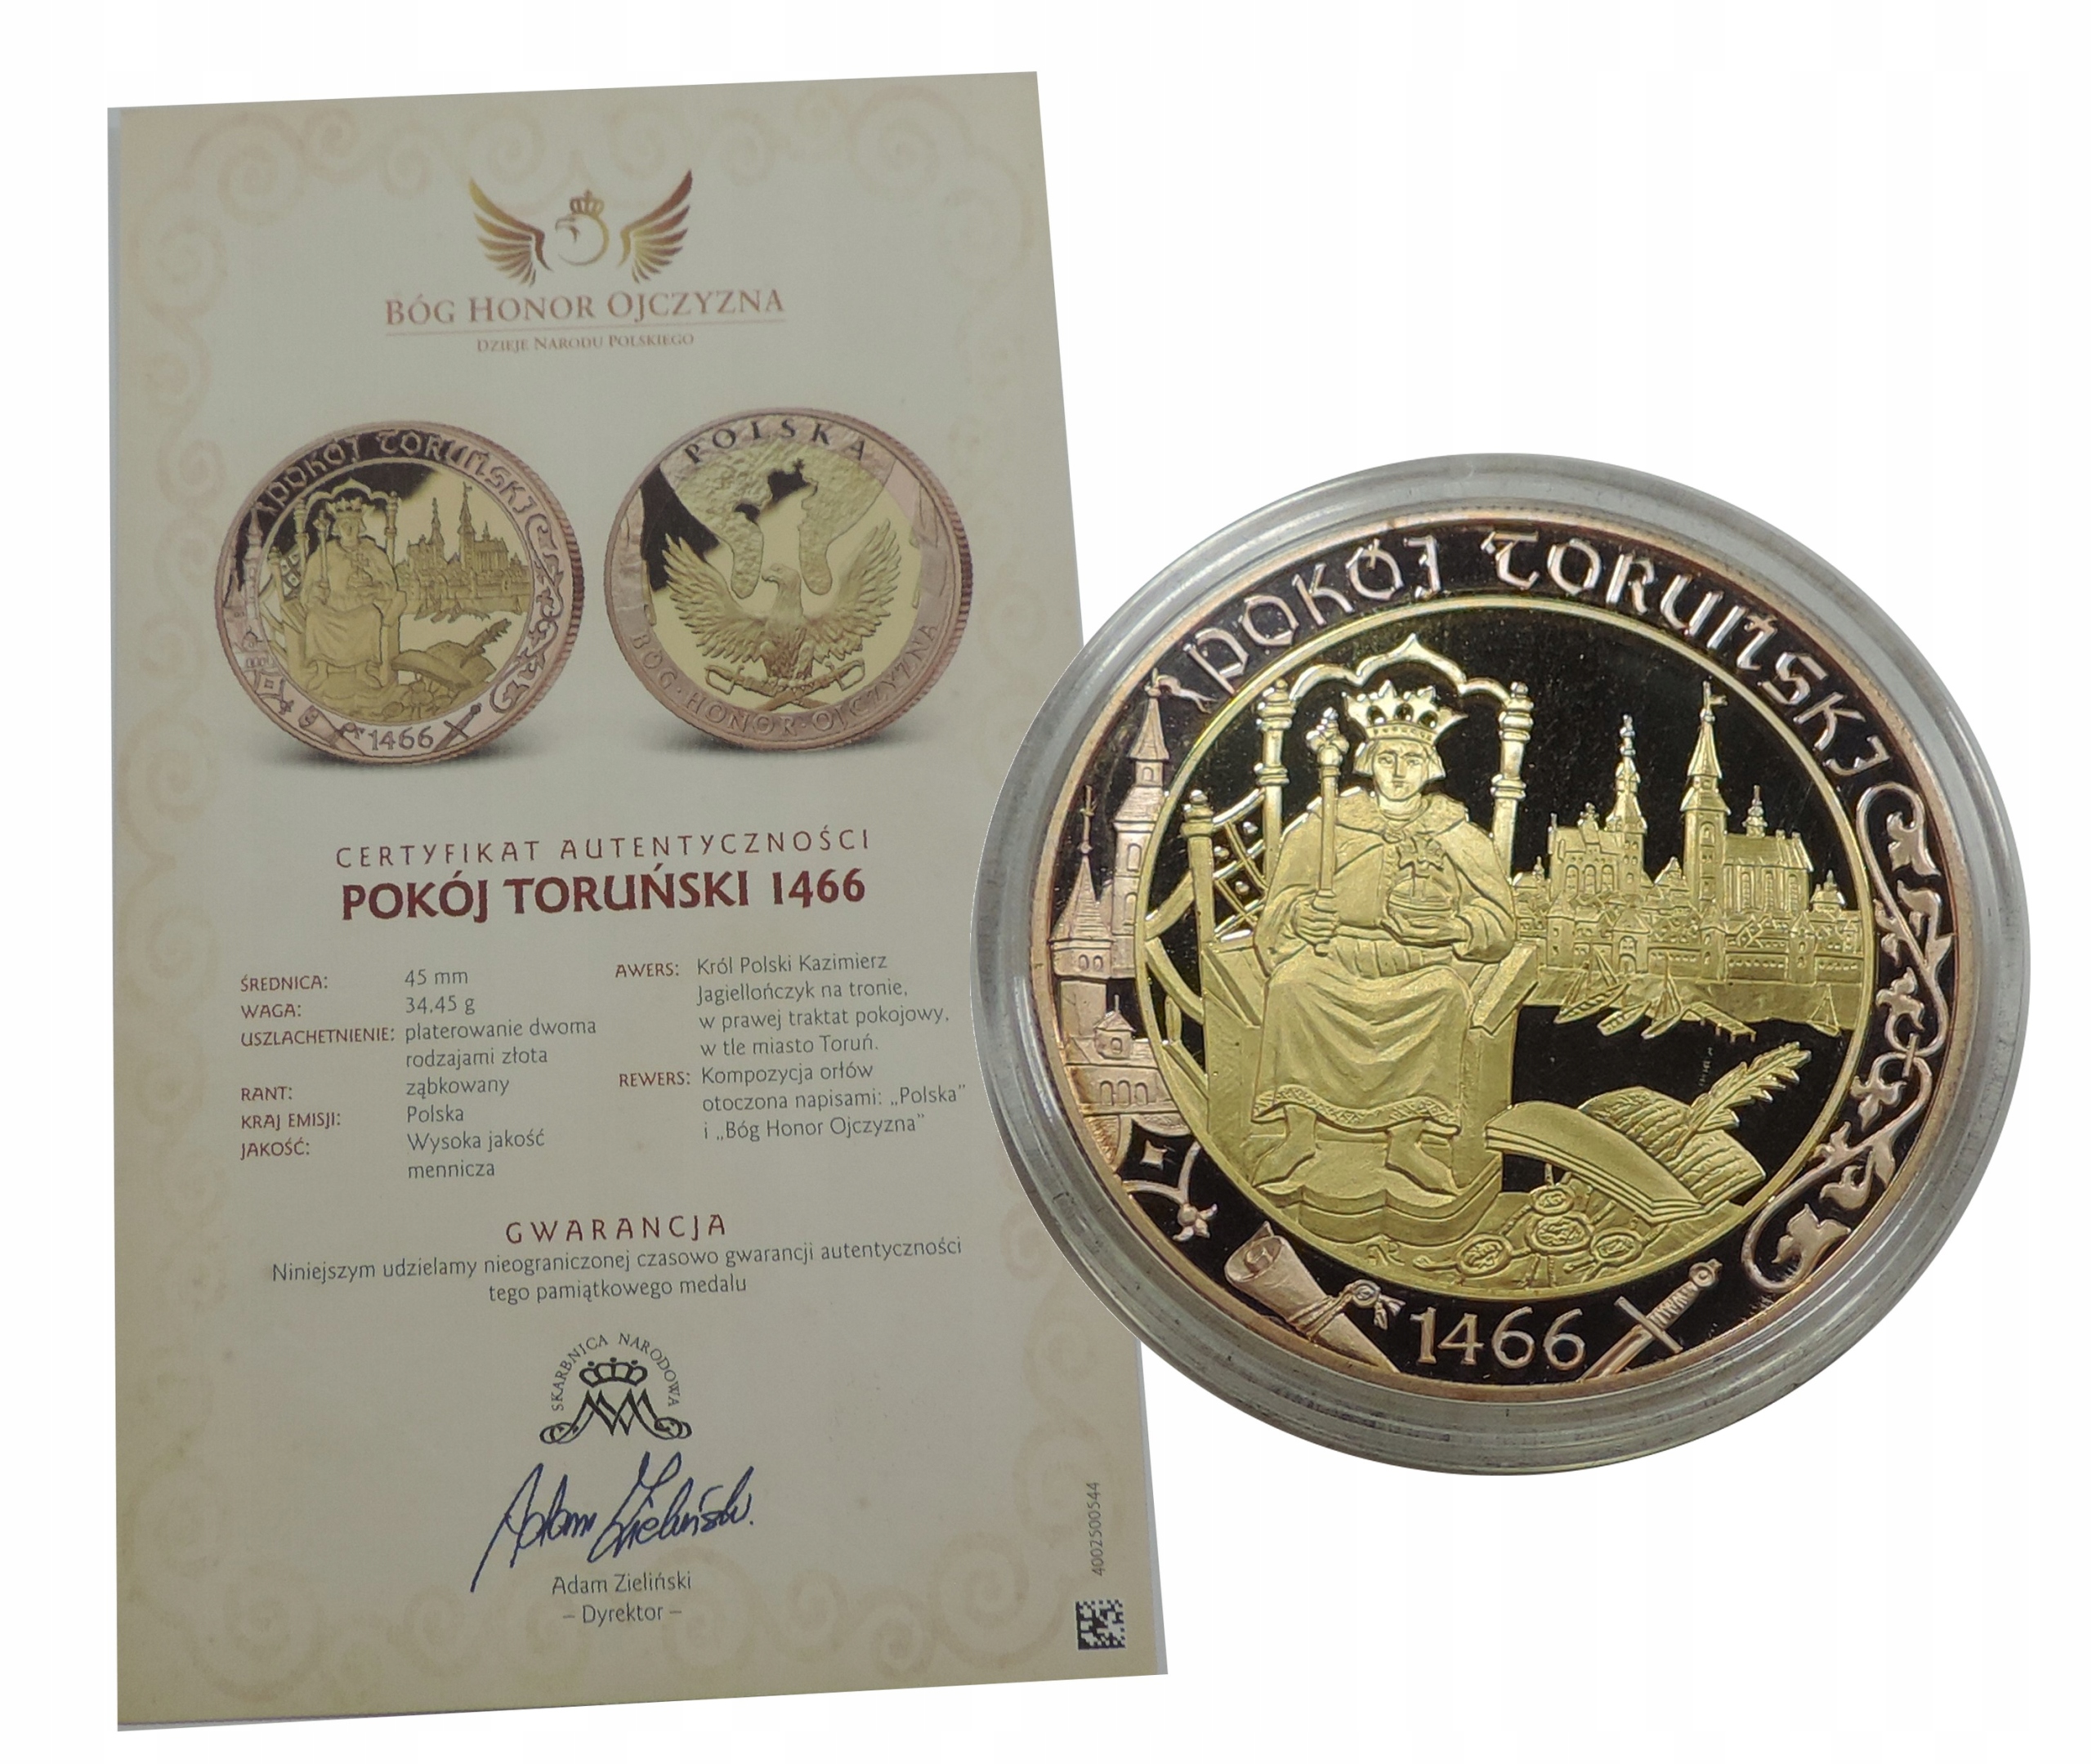 BÓG HONOR OJCZYZNA
DZIEJE NARODU POLSKIEGO
POKÓJ TORUŃSKI
1466
POLSKA
BÓG · HONOR · OJCZYZNA
CERTYFIKAT AUTENTYCZNOŚCI
POKÓJ TORUŃSKI 1466
ŚREDNICA: 45 mm
WAGA: 34,45 g
USZLACHETNIENIE: platerowanie dwoma
rodzajami złota
RANT: ząbkowany
KRAJ EMISJI: Polska
JAKOŚĆ: Wysoka jakość
mennicza
AWERS: Król Polski Kazimierz
Jagiellończyk na tronie,
w prawej traktat pokojowy,
w tle miasto Toruń.
REWERS: Kompozycja orłów
otoczona napisami: „Polska”
i „Bóg Honor Ojczyzna”
GWARANCJA
Niniejszym udzielamy nieograniczonej czasowo gwarancji autentyczności
tego pamiątkowego medalu
SKARBNICA NARODOWA
Adam Zieliński
Adam Zieliński
– Dyrektor –
4002500544
POKÓJ TORUŃSKI
1466